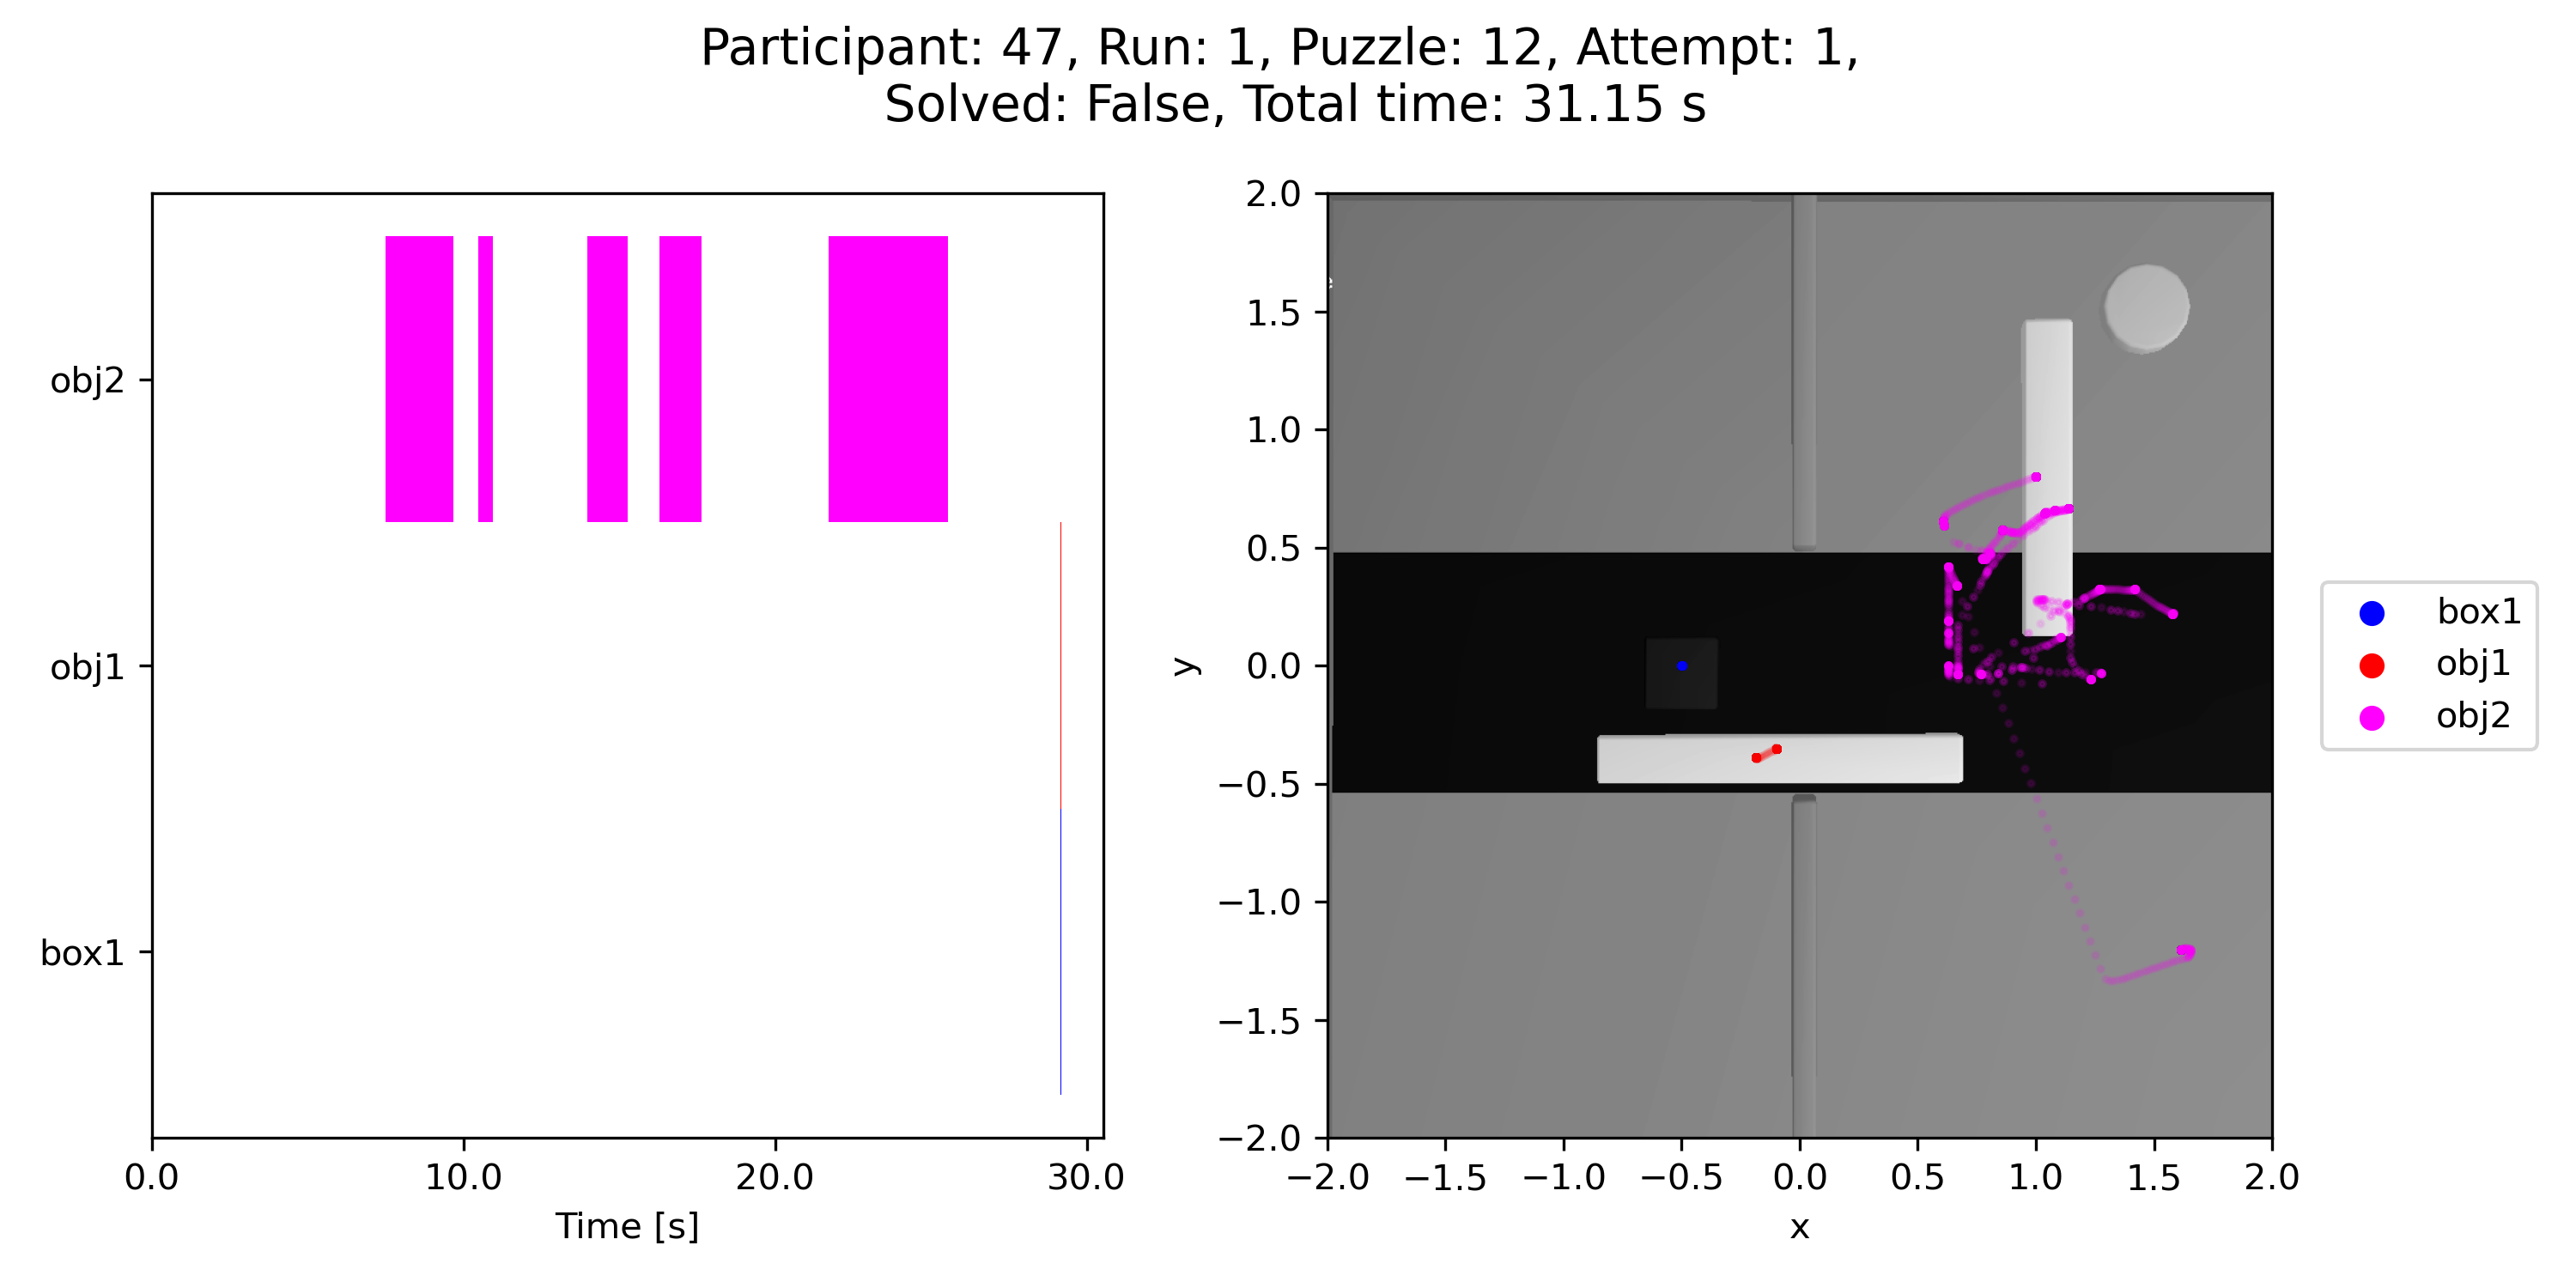 Participant: 47, Run: 1, Puzzle: 12, Attempt: 1,
Solved: False, Total time: 31.15 s
obj2
obj1
box1
0.0 10.0 20.0 30.0
Time [s]
2.0
1.5
1.0
0.5
0.0
−0.5
−1.0
−1.5
−2.0
y
−2.0 −1.5 −1.0 −0.5 0.0 0.5 1.0 1.5 2.0
x
box1
obj1
obj2